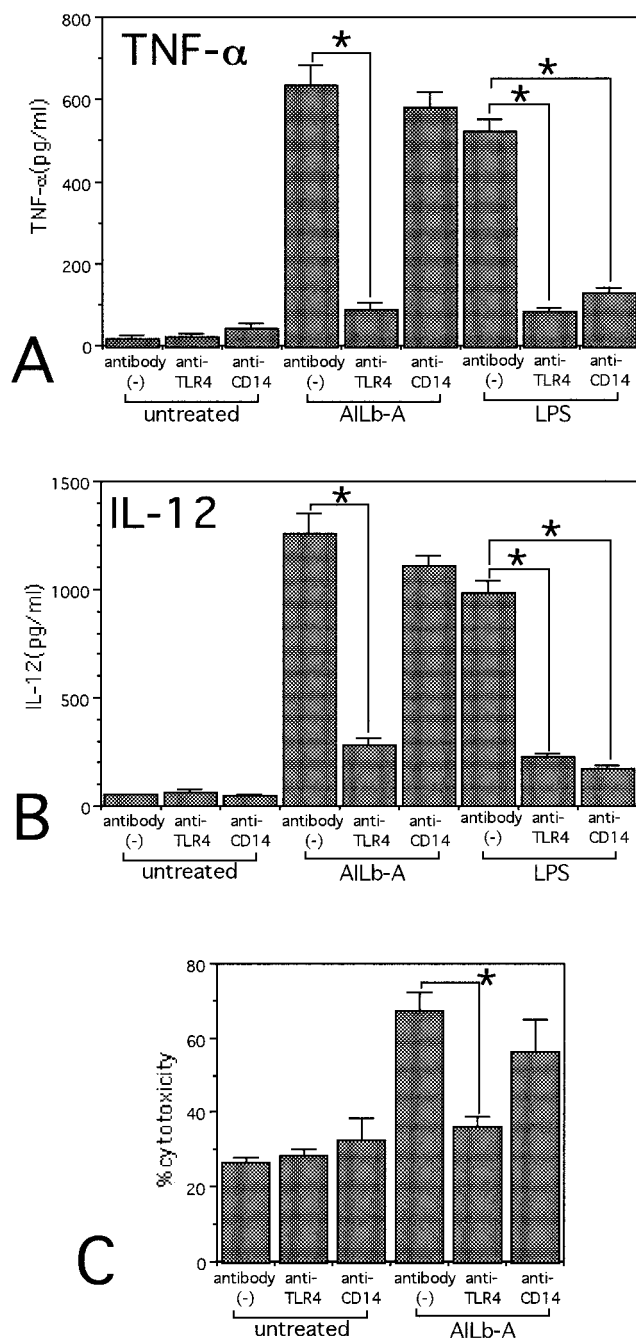 TNF-α
TNF-α(pg/ml)
800
600
400
200
0
*
*
*
antibody (-)
anti-TLR4
anti-CD14
antibody (-)
anti-TLR4
anti-CD14
antibody (-)
anti-TLR4
anti-CD14
untreated
AILb-A
LPS
A
IL-12
IL-12(pg/ml)
1500
1000
500
0
*
*
*
antibody (-)
anti-TLR4
anti-CD14
antibody (-)
anti-TLR4
anti-CD14
antibody (-)
anti-TLR4
anti-CD14
untreated
AILb-A
LPS
B
%cytotoxicity
80
60
40
20
0
*
antibody (-)
anti-TLR4
anti-CD14
antibody (-)
anti-TLR4
anti-CD14
untreated
AILb-A
C